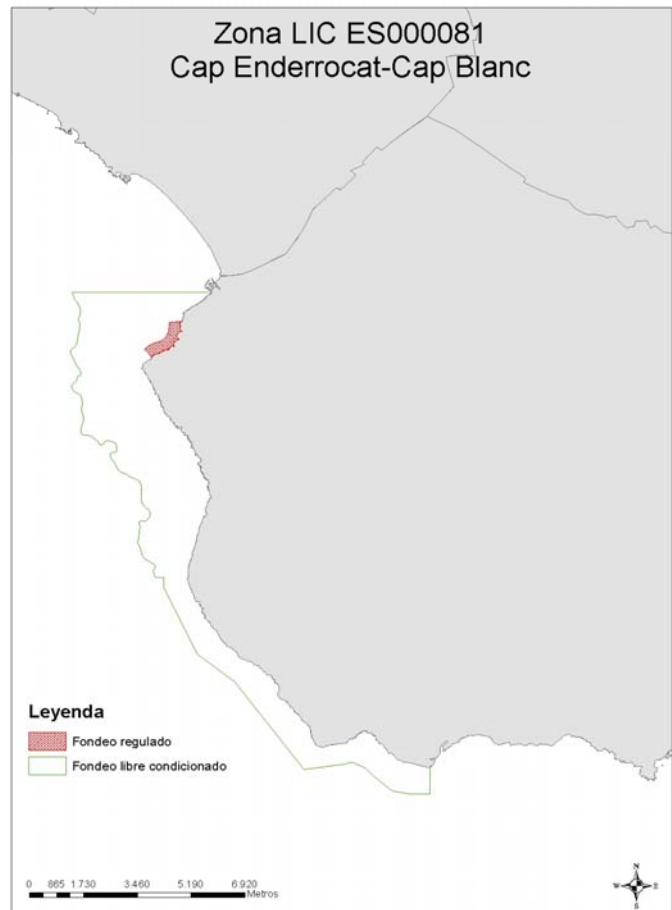 Zona LIC ES000081
Cap Enderrocat-Cap Blanc
Leyenda
Fondeo regulado
Fondeo libre condicionado
0 865 1.730 3.460 5.190 6.920
Metros
N
W E
S